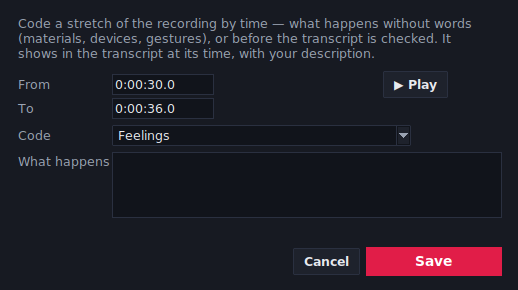 Code a stretch of the recording by time — what happens without words
(materials, devices, gestures), or before the transcript is checked. It
shows in the transcript at its time, with your description.
From 0:00:30.0 ▶ Play
To 0:00:36.0
Code Feelings
What happens
Cancel Save